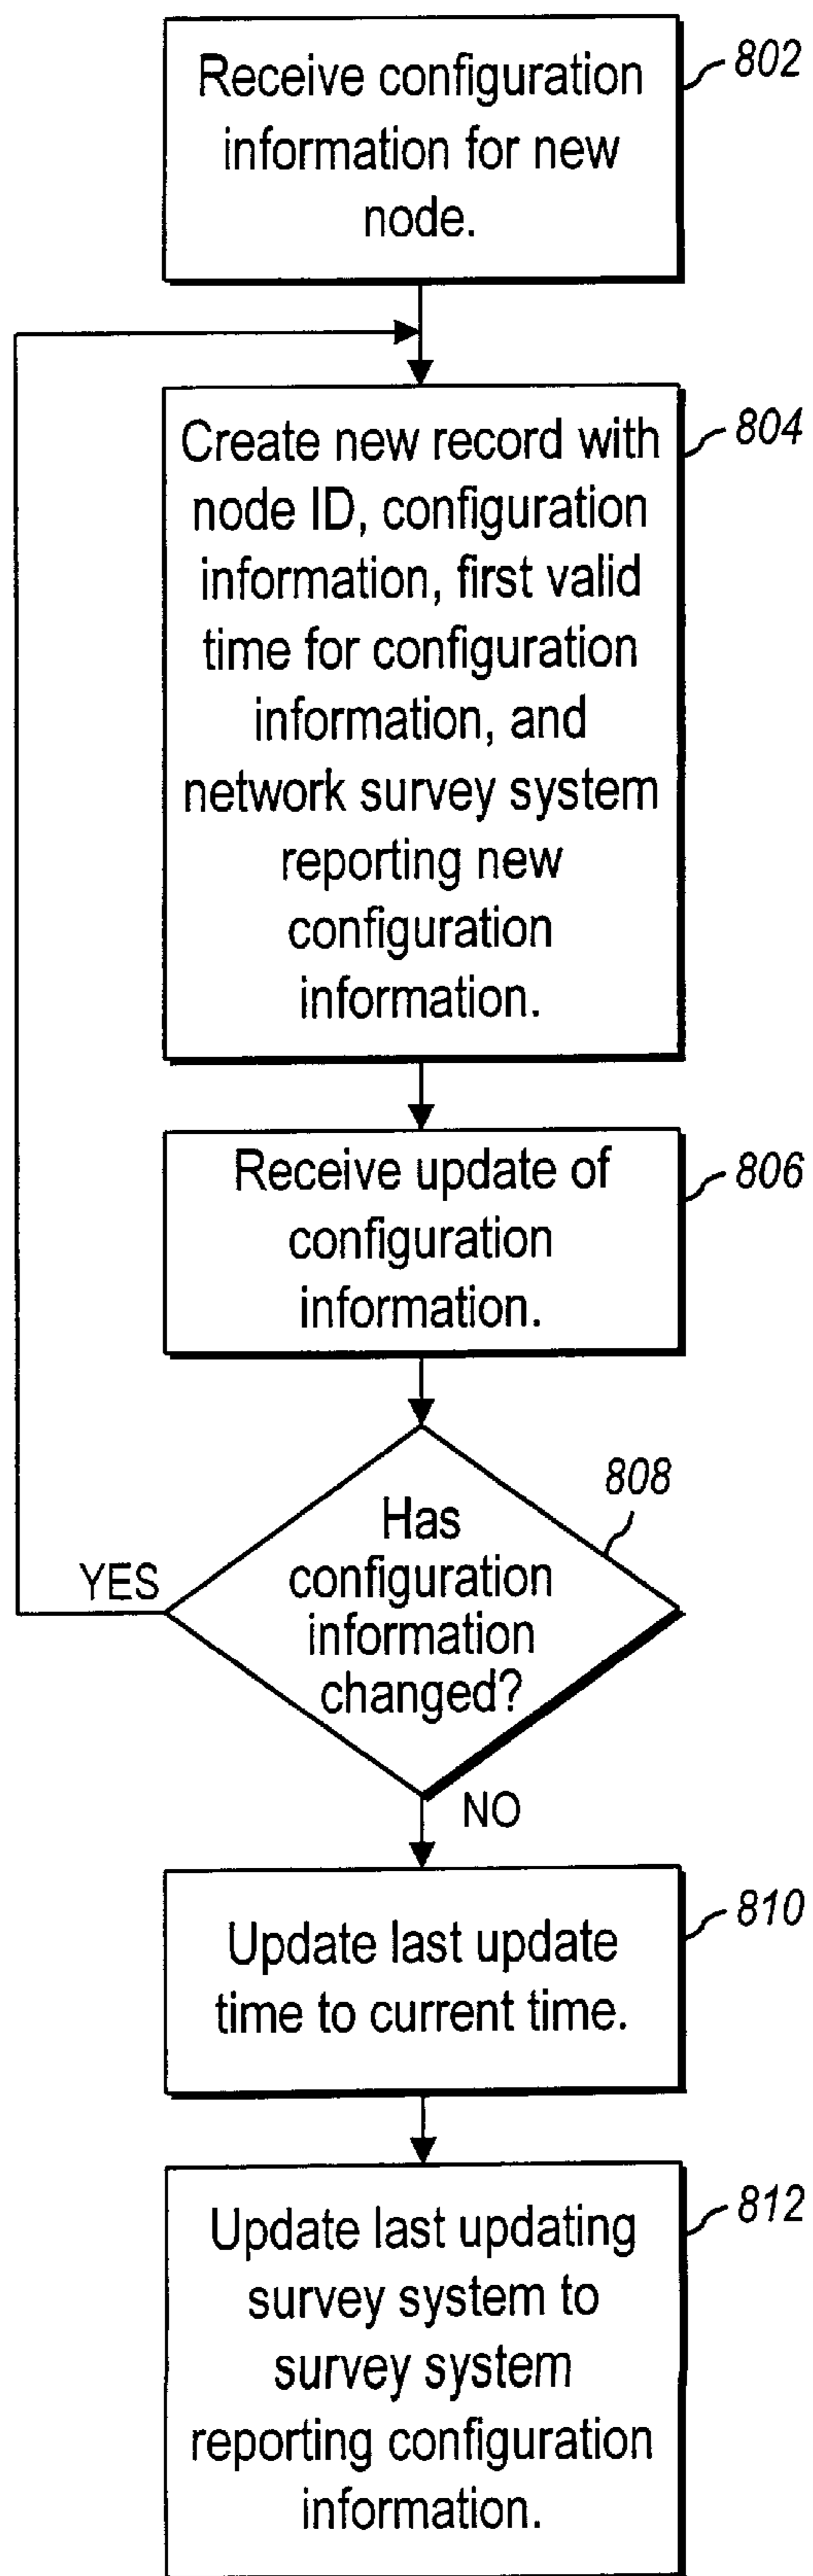 Receive configuration
information for new
node.
802
Create new record with
node ID, configuration
information, first valid
time for configuration
information, and
network survey system
reporting new
configuration
information.
804
Receive update of
configuration
information.
806
Has
configuration
information
changed?
808
YES
NO
Update last update
time to current time.
810
Update last updating
survey system to
survey system
reporting configuration
information.
812